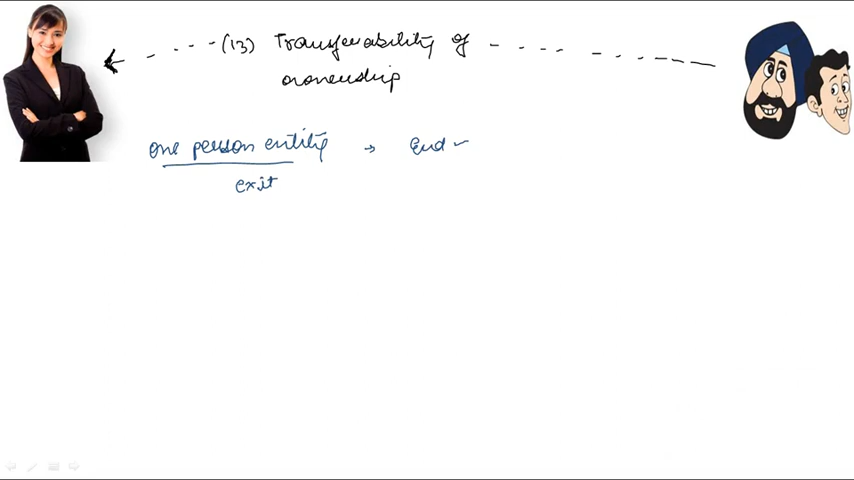 (13) Transferability of
ownership
one person entity → End
exit